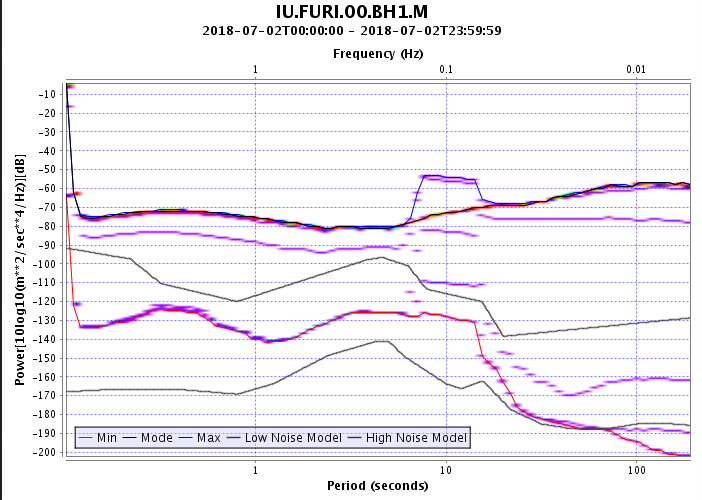 IU.FURI.00.BH1.M
2018-07-02T00:00:00 - 2018-07-02T23:59:59
Frequency (Hz)
1 0.1 0.01
Power[10log10(m**2/sec**4/Hz)][dB]
-10
-20
-30
-40
-50
-60
-70
-80
-90
-100
-110
-120
-130
-140
-150
-160
-170
-180
-190
-200
Min Mode Max Low Noise Model High Noise Model
1 10 100
Period (seconds)